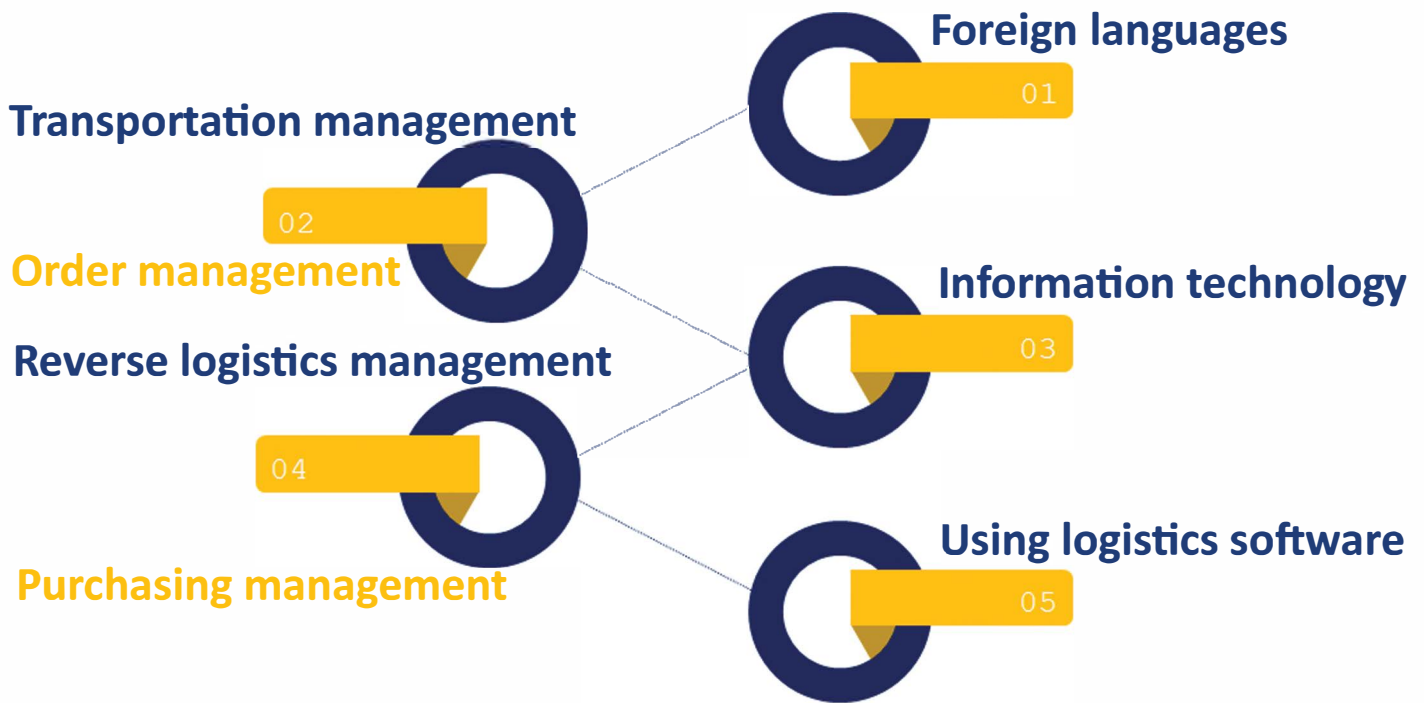 Foreign languages
01
Transportation management
02
Order management
Information technology
03
Reverse logistics management
04
Purchasing management
Using logistics software
05